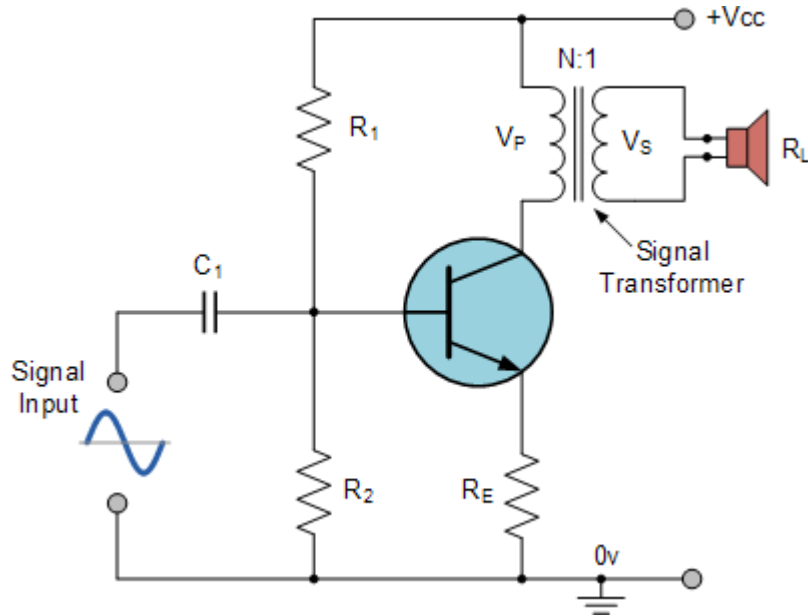 +Vcc
N:1
R1
VP
VS
RL
Signal
Transformer
C1
Signal
Input
R2
RE
0v